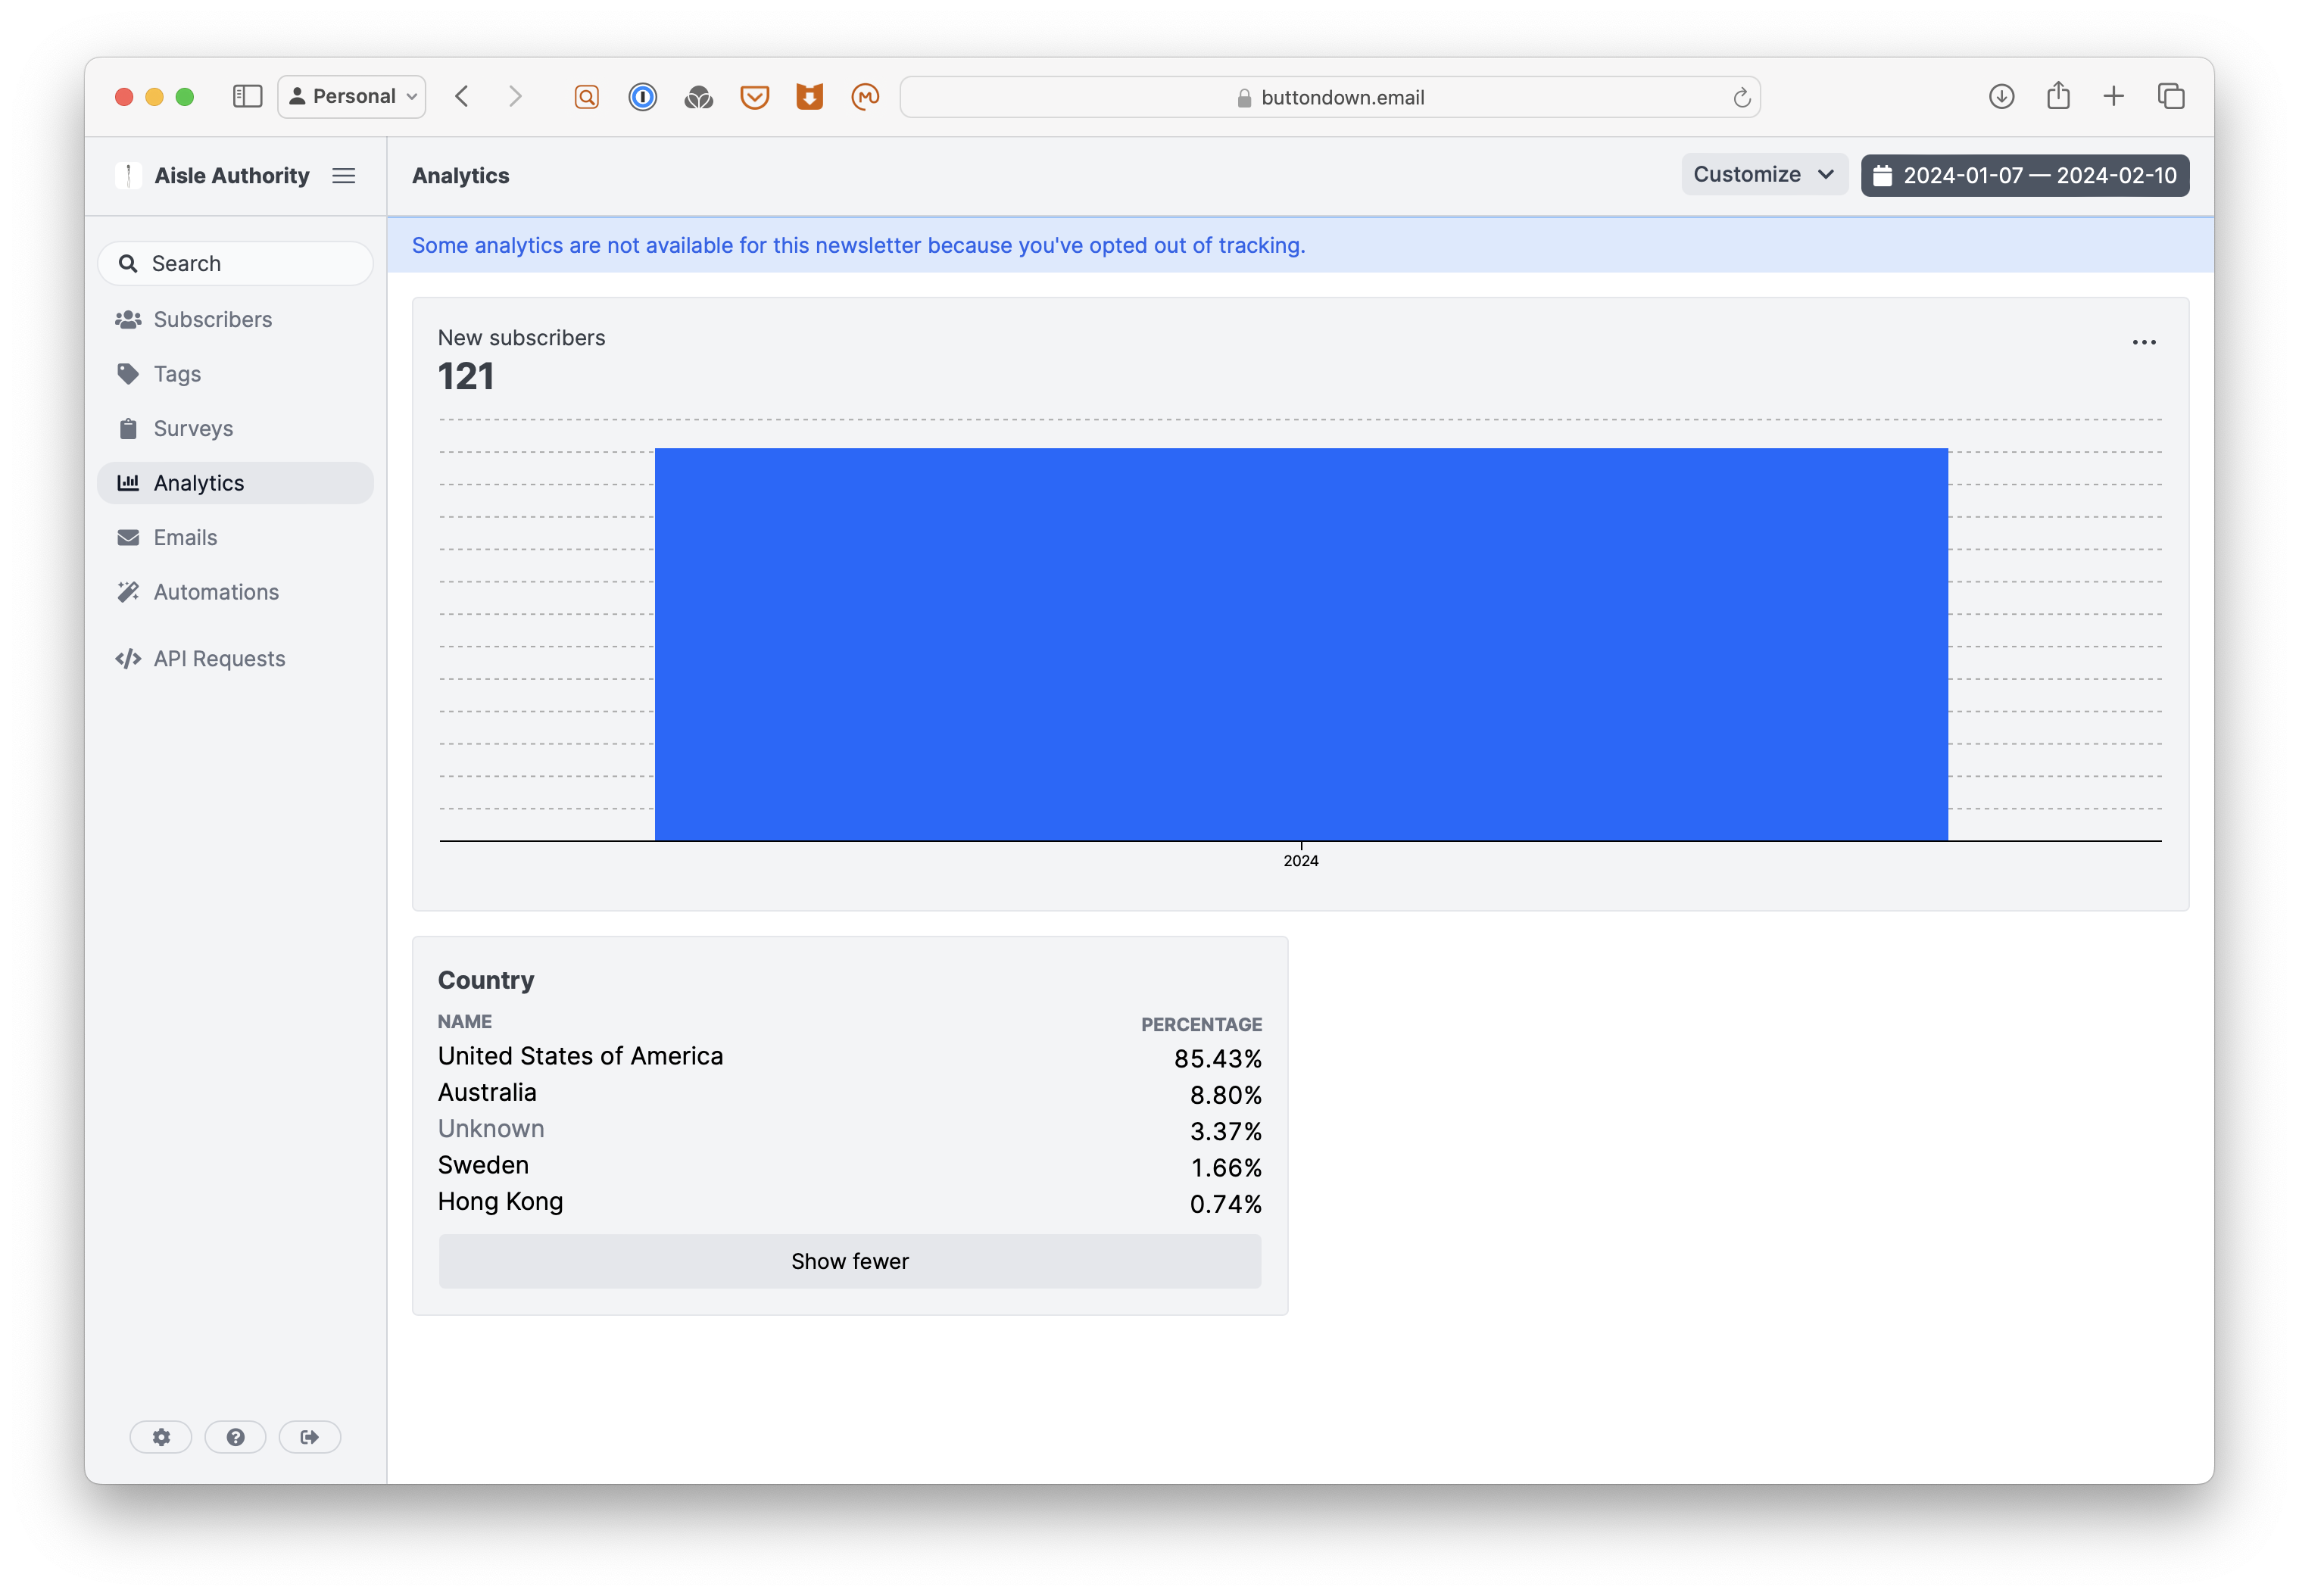 Personal
buttondown.email
Aisle Authority
Analytics
Customize
2024-01-07 — 2024-02-10
Some analytics are not available for this newsletter because you've opted out of tracking.
Search
Subscribers
Tags
Surveys
Analytics
Emails
Automations
API Requests
New subscribers
121
2024
Country
NAME PERCENTAGE
United States of America 85.43%
Australia 8.80%
Unknown 3.37%
Sweden 1.66%
Hong Kong 0.74%
Show fewer